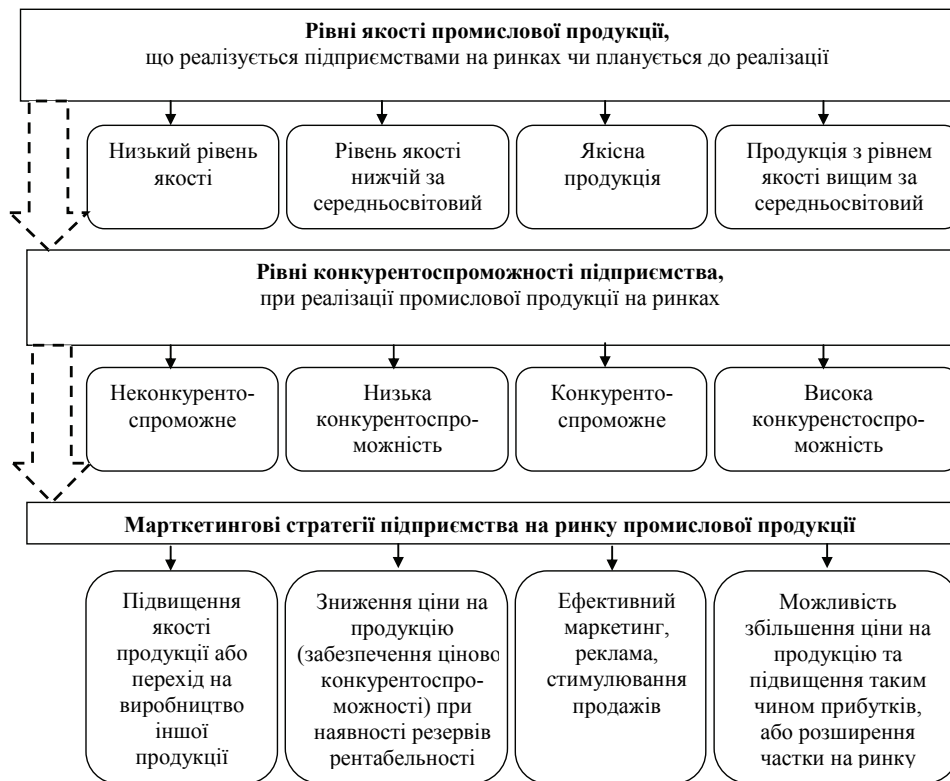 Рівні якості промислової продукції,
що реалізується підприємствами на ринках чи планується до реалізації
Низький рівень
якості
Рівень якості
нижчій за
середньосвітовий
Якісна
продукція
Продукція з рівнем
якості вищим за
середньосвітовий
Рівні конкурентоспроможності підприємства,
при реалізації промислової продукції на ринках
Неконкуренто-
спроможне
Низька
конкурентоспро-
можність
Конкуренто-
спроможне
Висока
конкуренстоспро-
можність
Марткетингові стратегії підприємства на ринку промислової продукції
Підвищення
якості
продукції або
перехід на
виробництво
іншої
продукції
Зниження ціни на
продукцію
(забезпечення ціново
конкурентоспро-
можності) при
наявності резервів
рентабельності
Ефективний
маркетинг,
реклама,
стимулювання
продажів
Можливість
збільшення ціни на
продукцію та
підвищення таким
чином прибутків,
або розширення
частки на ринку